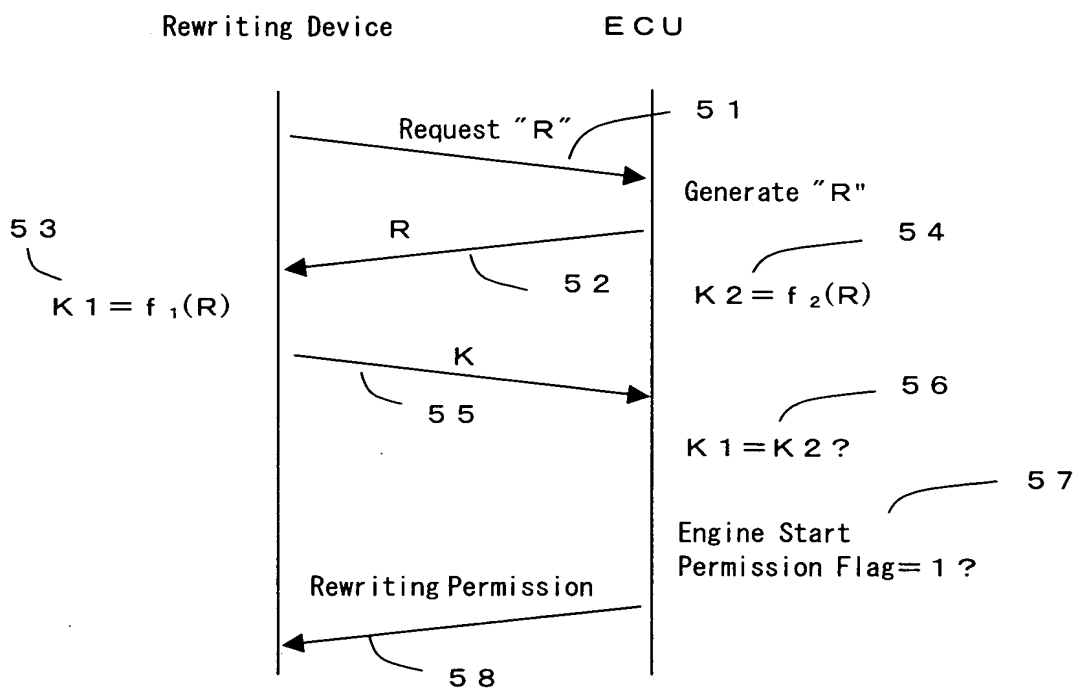 Rewriting Device
ECU
Request "R"
51
Generate "R"
R
53
54
52
K1=f₁(R)
K2=f₂(R)
K
55
56
K1=K2?
57
Engine Start
Permission Flag=1?
Rewriting Permission
58